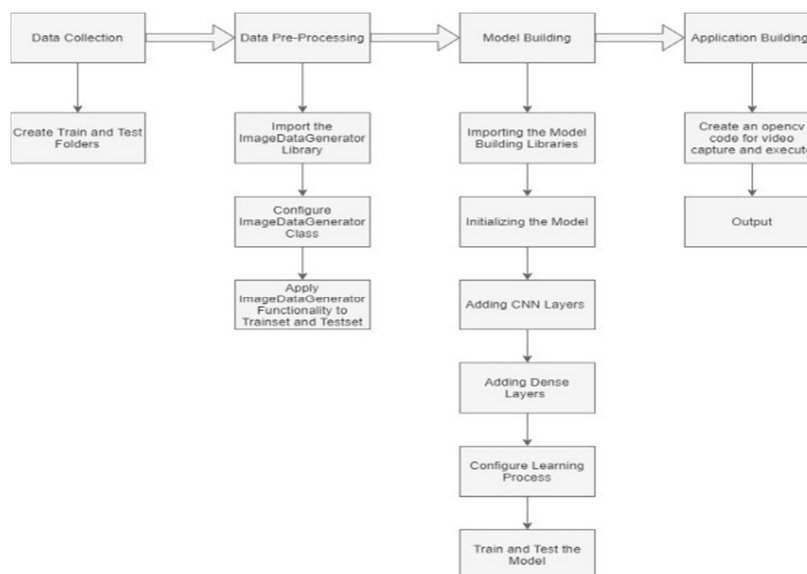 Data Collection
Data Pre-Processing
Model Building
Application Building
Create Train and Test
Folders
Import the
ImageDataGenerator
Library
Configure
ImageDataGenerator
Class
Apply
ImageDataGenerator
Functionality to
Trainset and Testset
Importing the Model
Building Libraries
Initializing the Model
Adding CNN Layers
Adding Dense
Layers
Configure Learning
Process
Train and Test the
Model
Create an opencv
code for video
capture and execute
Output